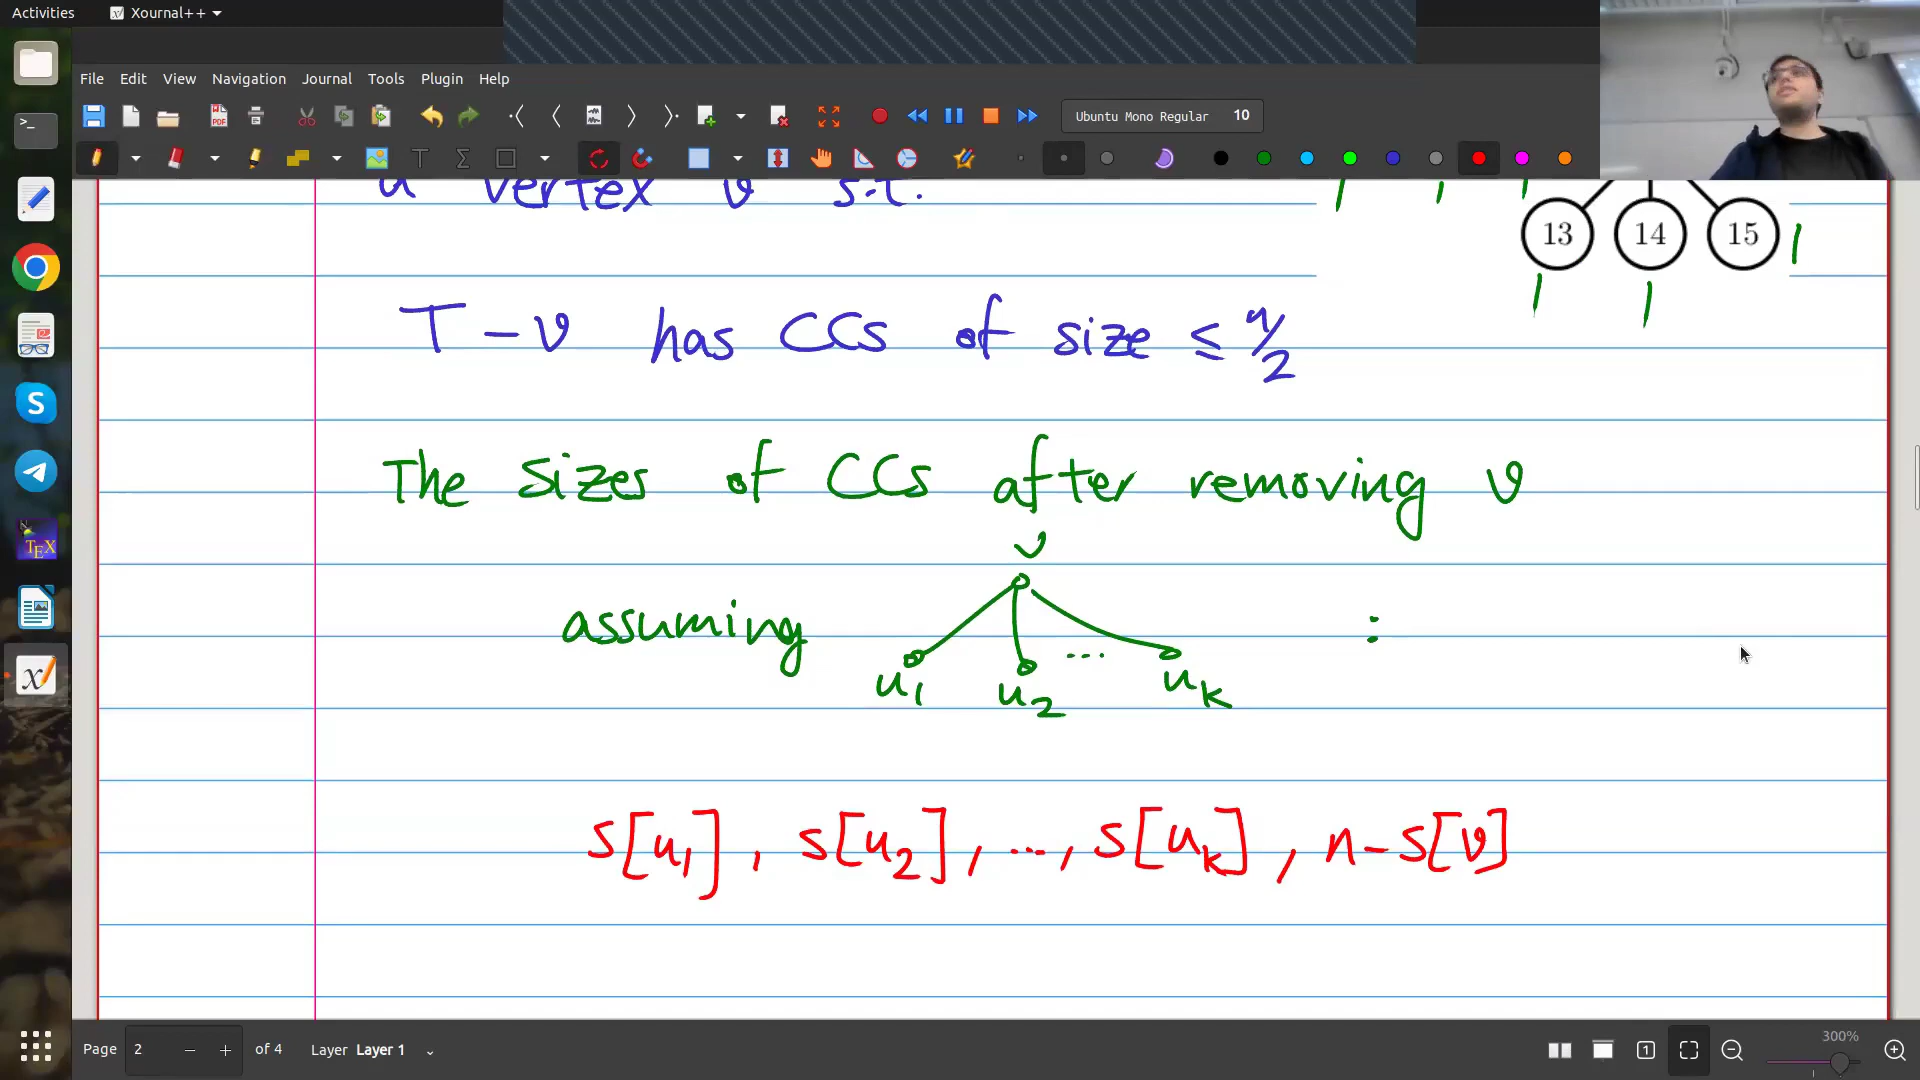 Activities Xournal++
File Edit View Navigation Journal Tools Plugin Help
Ubuntu Mono Regular 10
a vertex v s.t.
13 14 15
T - v has CCs of size ≤ n/2
The sizes of CCs after removing v
v
assuming :
u1 u2 ... uk
s[u1], s[u2], ..., s[uk], n - s[v]
Page 2 - + of 4 Layer Layer 1
300%